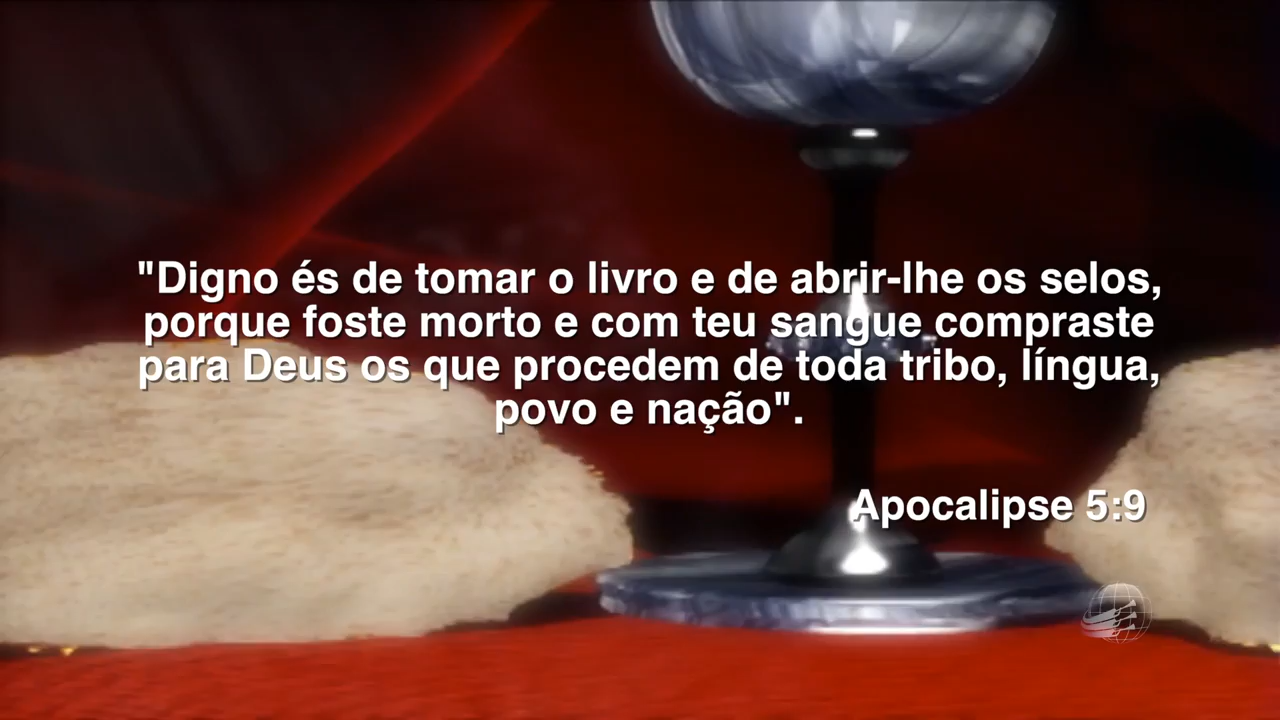 "Digno és de tomar o livro e de abrir-lhe os selos,
porque foste morto e com teu sangue compraste
para Deus os que procedem de toda tribo, língua,
povo e nação".
Apocalipse 5:9